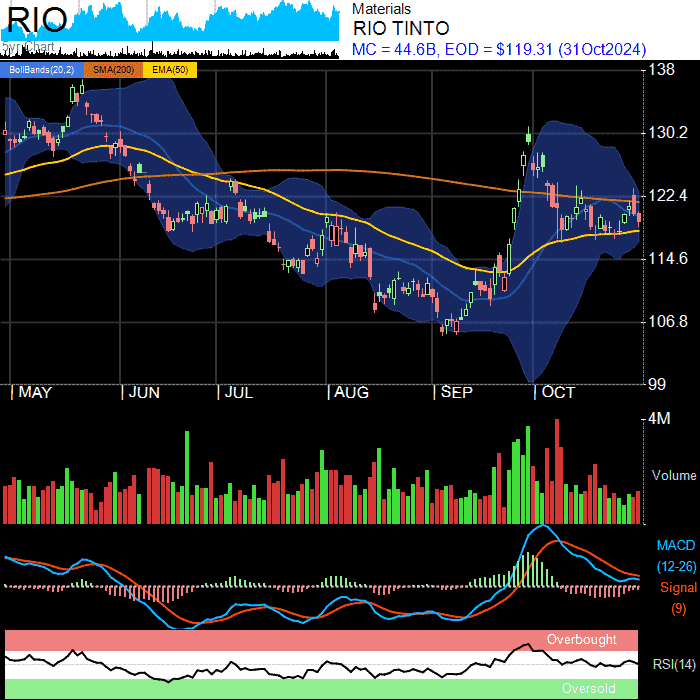 RIO
5yr Chart
Materials
RIO TINTO
MC = 44.6B, EOD = $119.31 (31Oct2024)
BollBands(20,2) SMA(200) EMA(50)
138
130.2
122.4
114.6
106.8
99
MAY JUN JUL AUG SEP OCT
4M
Volume
MACD
(12-26)
Signal
(9)
Overbought
RSI(14)
Oversold